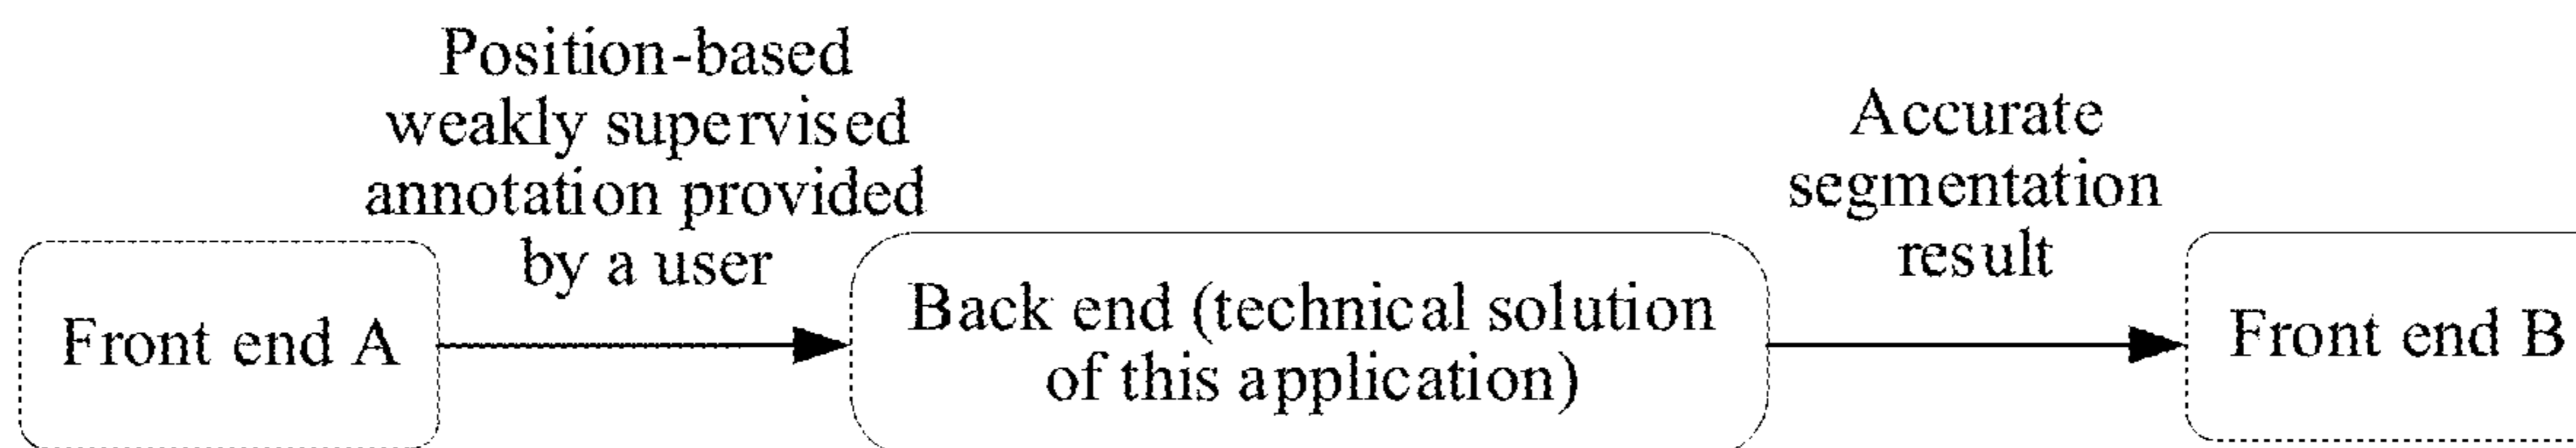 Position-based
weakly supervised
annotation provided
by a user
Accurate
segmentation
result
Front end A
Back end (technical solution
of this application)
Front end B